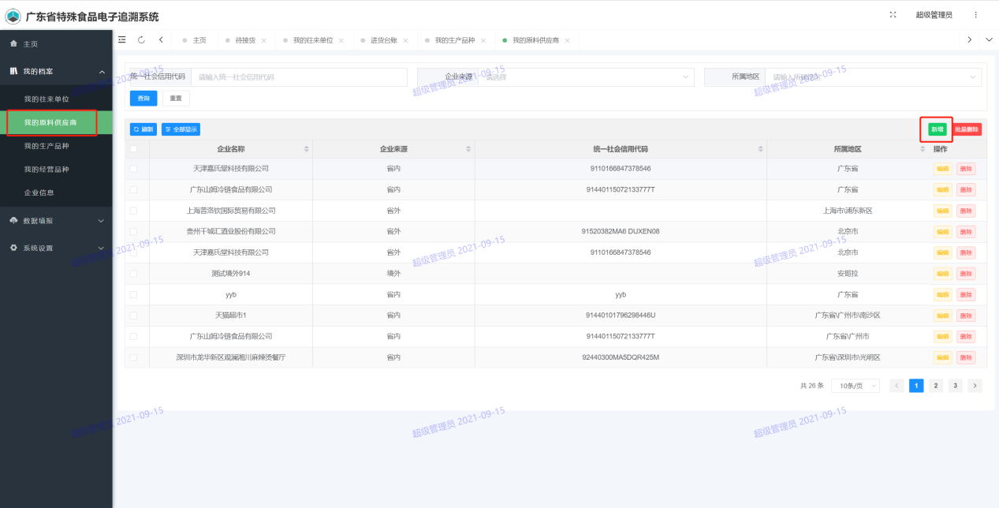 广东省特殊食品电子追溯系统
超级管理员
主页
我的档案
我的往来单位
我的原料供应商
我的生产品种
我的经营品种
企业信息
数据填报
系统设置
主页 待接货 我的往来单位 进货台账 我的生产品种 我的原料供应商
统一社会信用代码 请输入统一社会信用代码 企业来源 请选择 所属地区 请输入所属地区
查询 重置
刷新 全部显示 新增 批量删除
企业名称 企业来源 统一社会信用代码 所属地区 操作
天津嘉氏堂科技有限公司 省内 9110166847378546 广东省 编辑 删除
广东山姆冷链食品有限公司 省内 91440115072133777T 广东省 编辑 删除
上海普洛钦国际贸易有限公司 省外 上海市\浦东新区 编辑 删除
贵州干城汇酒业股份有限公司 省外 91520382MA6 DUXEN08 北京市 编辑 删除
天津嘉氏堂科技有限公司 省外 9110166847378546 北京市 编辑 删除
测试境外914 境外 安哥拉 编辑 删除
yyb 省内 yyb 广东省 编辑 删除
天猫超市1 省内 91440101796298446U 广东省\广州市\南沙区 编辑 删除
广东山姆冷链食品有限公司 省内 91440115072133777T 广东省\广州市 编辑 删除
深圳市龙华新区观澜湘川麻辣烫餐厅 省内 92440300MA5DQR425M 广东省\深圳市\光明区 编辑 删除
共 26 条 10条/页 1 2 3
超级管理员 2021-09-15
超级管理员 2021-09-15
超级管理员 2021-09-15
超级管理员 2021-09-15
超级管理员 2021-09-15
超级管理员 2021-09-15
超级管理员 2021-09-15
超级管理员 2021-09-15
超级管理员 2021-09-15